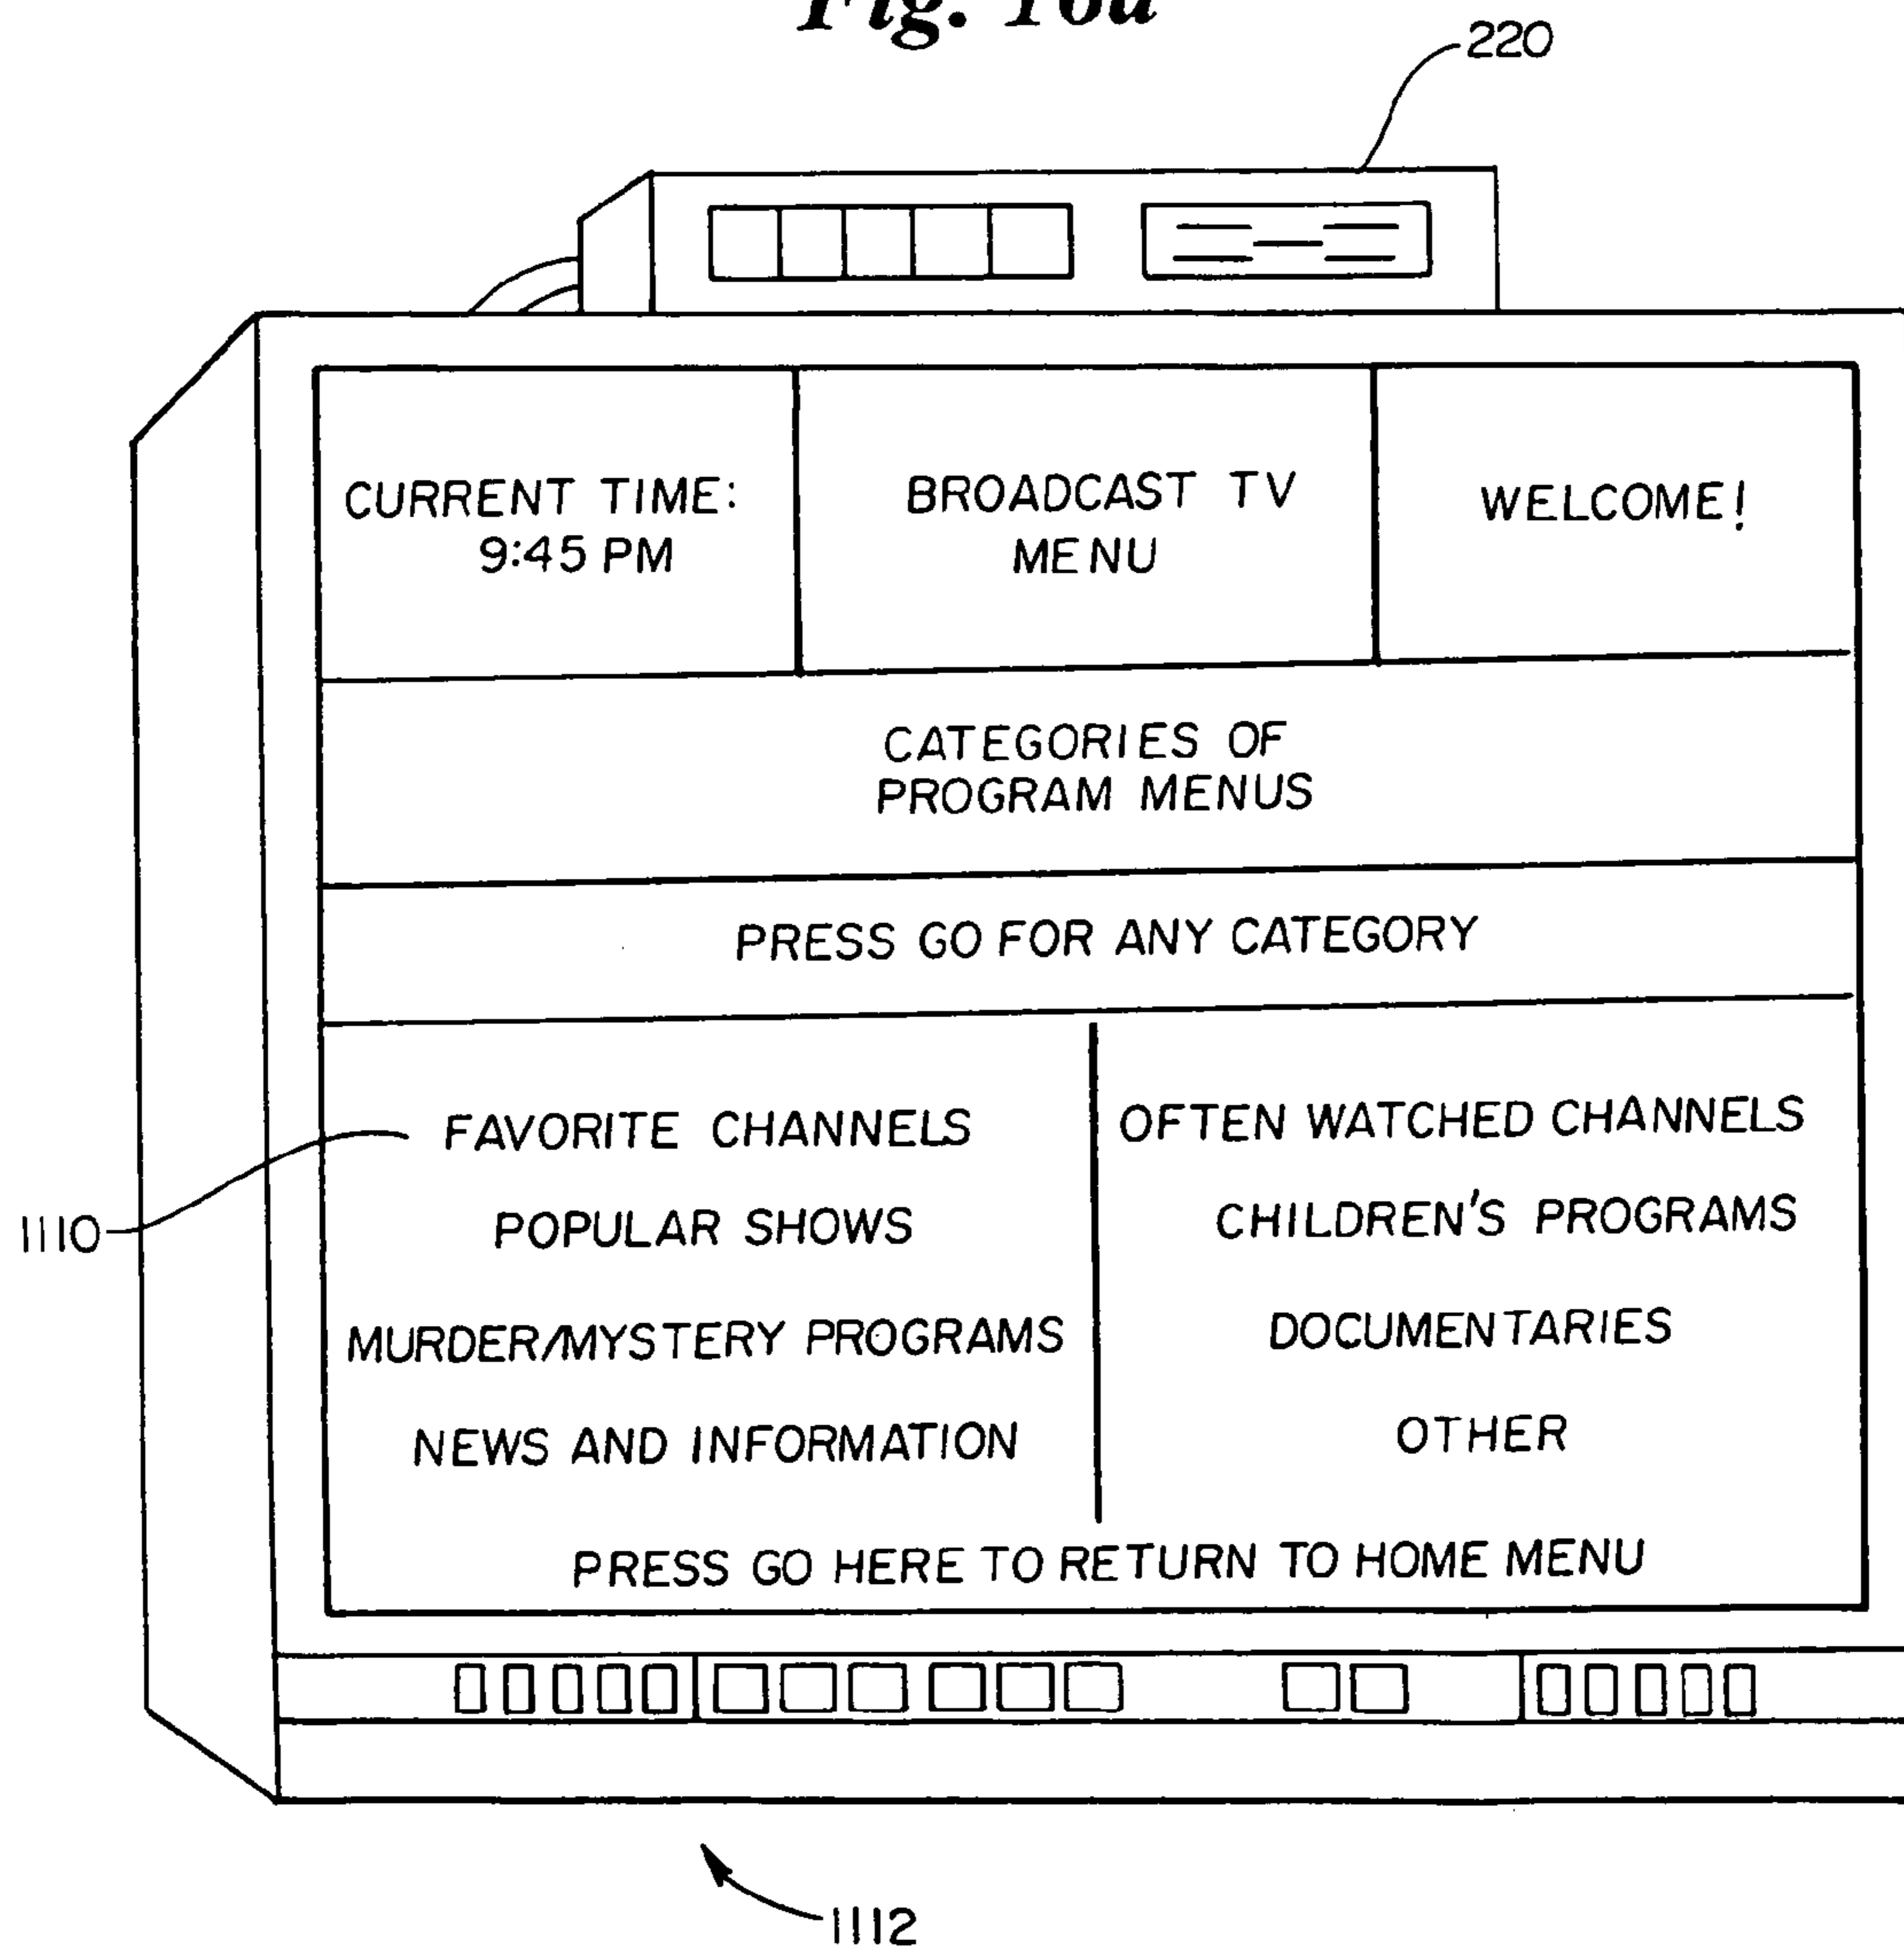 Fig. 16a
220
CURRENT TIME:
9:45 PM
BROADCAST TV
MENU
WELCOME!
CATEGORIES OF
PROGRAM MENUS
PRESS GO FOR ANY CATEGORY
FAVORITE CHANNELS
OFTEN WATCHED CHANNELS
1110
POPULAR SHOWS
CHILDREN'S PROGRAMS
MURDER/MYSTERY PROGRAMS
DOCUMENTARIES
NEWS AND INFORMATION
OTHER
PRESS GO HERE TO RETURN TO HOME MENU
1112